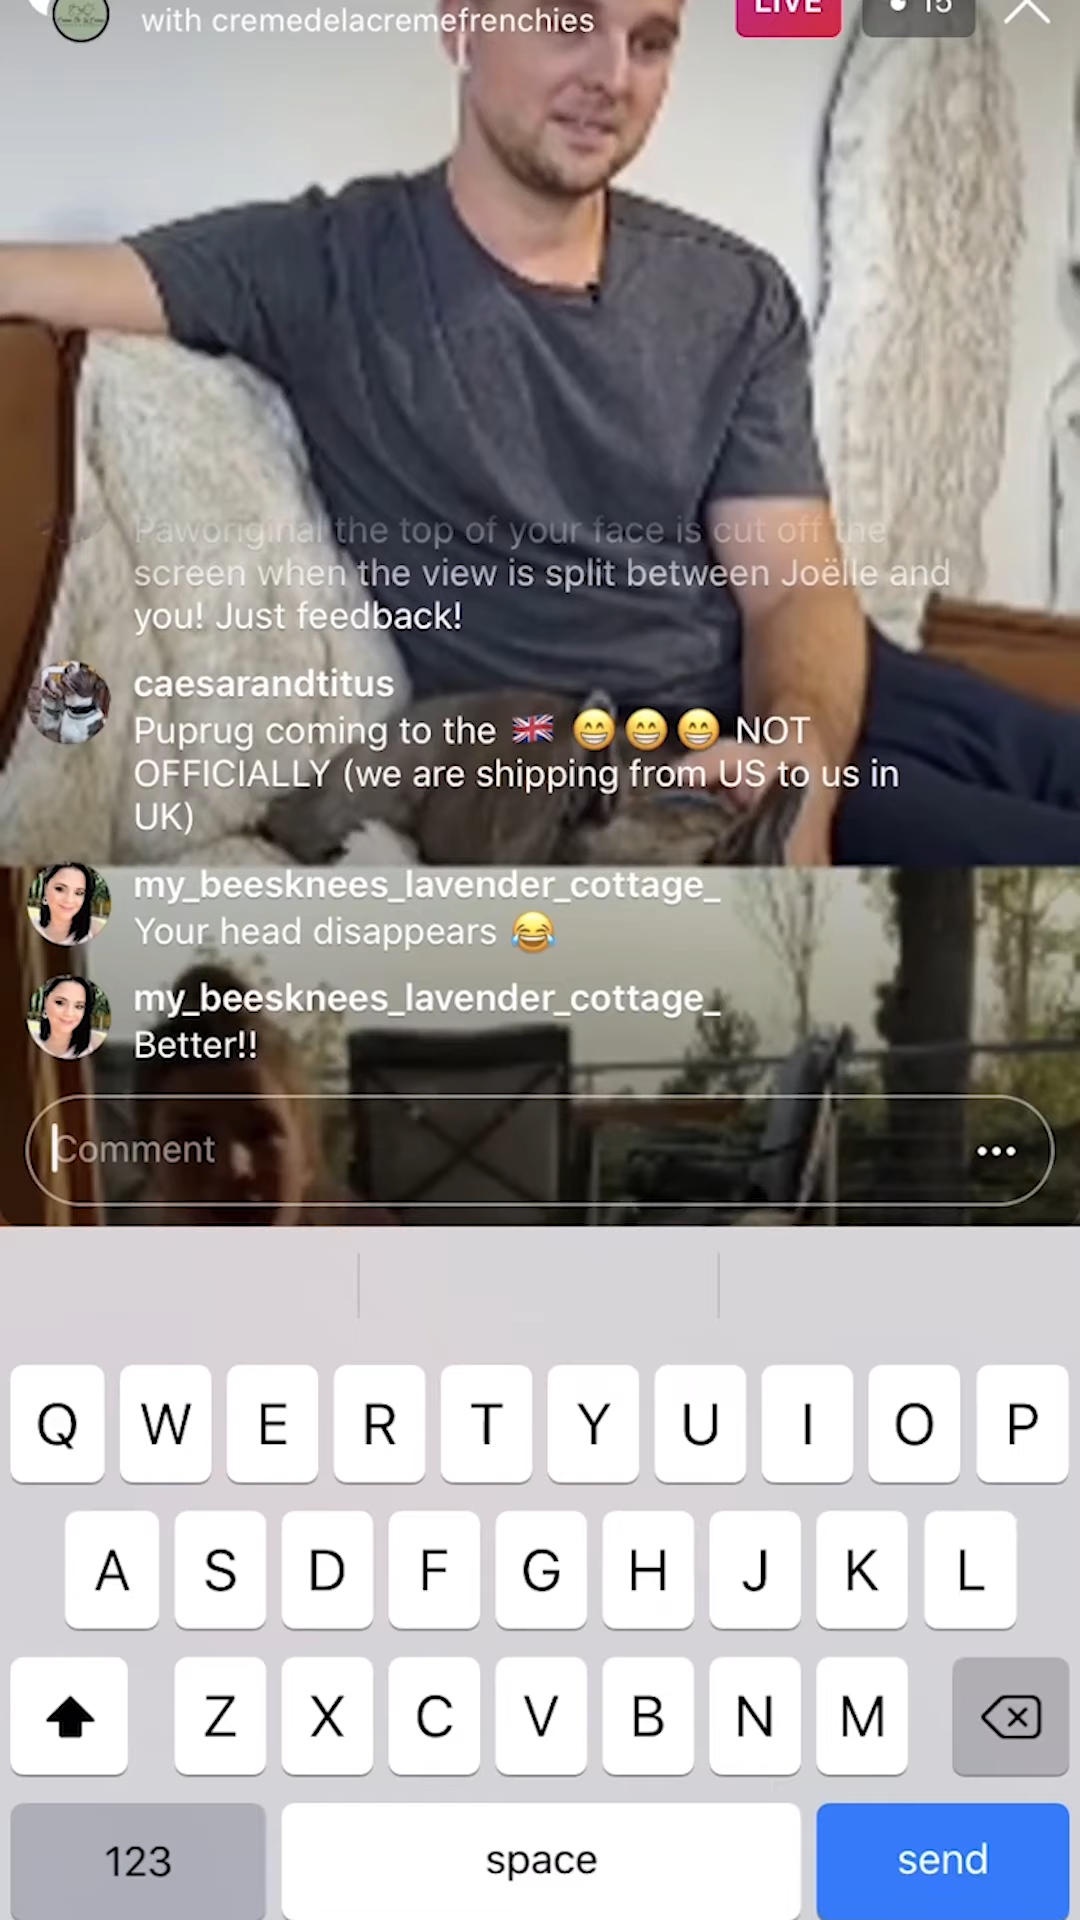 with cremedelacremefrenchies
LIVE
15
Paworiginal the top of your face is cut off the
screen when the view is split between Joëlle and
you! Just feedback!
caesarandtitus
Puprug coming to the 🇬🇧 😁😁😁 NOT
OFFICIALLY (we are shipping from US to us in
UK)
my_beesknees_lavender_cottage_
Your head disappears 😂
my_beesknees_lavender_cottage_
Better!!
Comment
Q W E R T Y U I O P
A S D F G H J K L
Z X C V B N M
123 space send